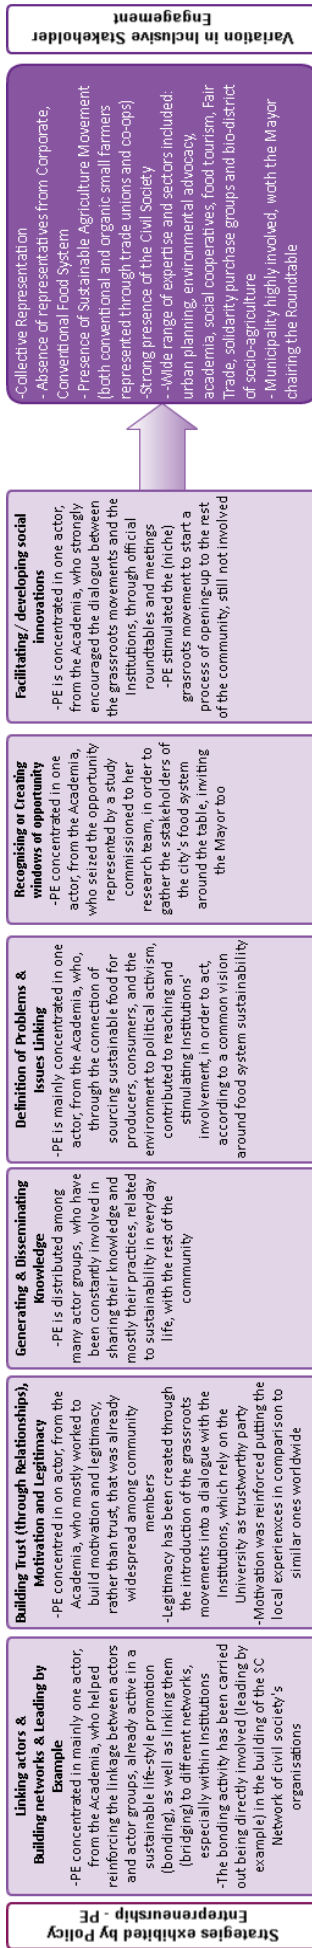 Strategies exhibited by Policy
Entrepreneurship - PE
Linking actors &
Building networks & Leading by
Example
-PE concentrated in mainly one actor,
from the Academia, who helped
reinforcing the linkage between actors
and actor groups, already active in a
sustainable life-style promotion
(bonding), as well as linking them
(bridging) to different networks,
especially within Institutions
-The bonding activity has been carried
out being directly involved (leading by
example) in the building of the SC
Network of civil society's
organisations
Building Trust (through Relationships),
Motivation and Legitimacy
-PE concentred in on actor, from the
Academia, who mostly worked to
build motivation and legitimacy,
rather than trust, that was already
widespread among community
members
-Legitimacy has been created through
the introduction of the grassroots
movements into a dialogue with the
Institutions, which rely on the
University as trustworthy party
-Motivation was reinforced putting the
local experienxces in comparison to
similar ones worldwide
Generating & Disseminating
Knowledge
-PE is distributed among
many actor groups, who have
been constantly involved in
sharing their knowledge and
mostly their practices, related
to sustainability in everyday
life, with the rest of the
community
Definition of Problems &
Issues Linking
-PE is mainly concentrated in one
actor, from the Academia, who,
through the connection of
sourcing sustainable food for
producers, consumers, and the
environment to political activism,
contributed to reaching and
stimulating Institutions'
involvement, in order to act,
according to a common vision
around food system sustainability
Recognising or Creating
windows of opportunity
-PE concentrated in one
actor, from the Academia,
who seized the opportunity
represented by a study
commissioned to her
research team, in order to
gather the sstakeholders of
the city's food system
around the table, inviting
the Mayor too
Facilitating/ developing social
innovations
-PE is concentrated in one actor,
from the Academia, who strongly
encouraged the dialogue between
the grassroots movements and the
Institutions, through official
roundtables and meetings
-PE stimulated the (niche)
grasroots movement to start a
process of opening-up to the rest
of the community, still not involved
-Collective Representation
- Absence of representatives from Corporate,
Conventional Food System
- Presence of Sustainable Agriculture Movement
(both conventional and organic small farmers
represented through trade unions and co-ops)
-Strong presence of the Civil Society
- -Wide range of expertise and sectors included:
urban planning, environmental advocacy,
academia, social cooperatives, food tourism, Fair
Trade, solidarity purchase groups and bio-district
of socio-agriculture
- Municipality highly involved, woth the Mayor
chairing the Roundtable
Variation in Inclusive Stakeholder
Engagement